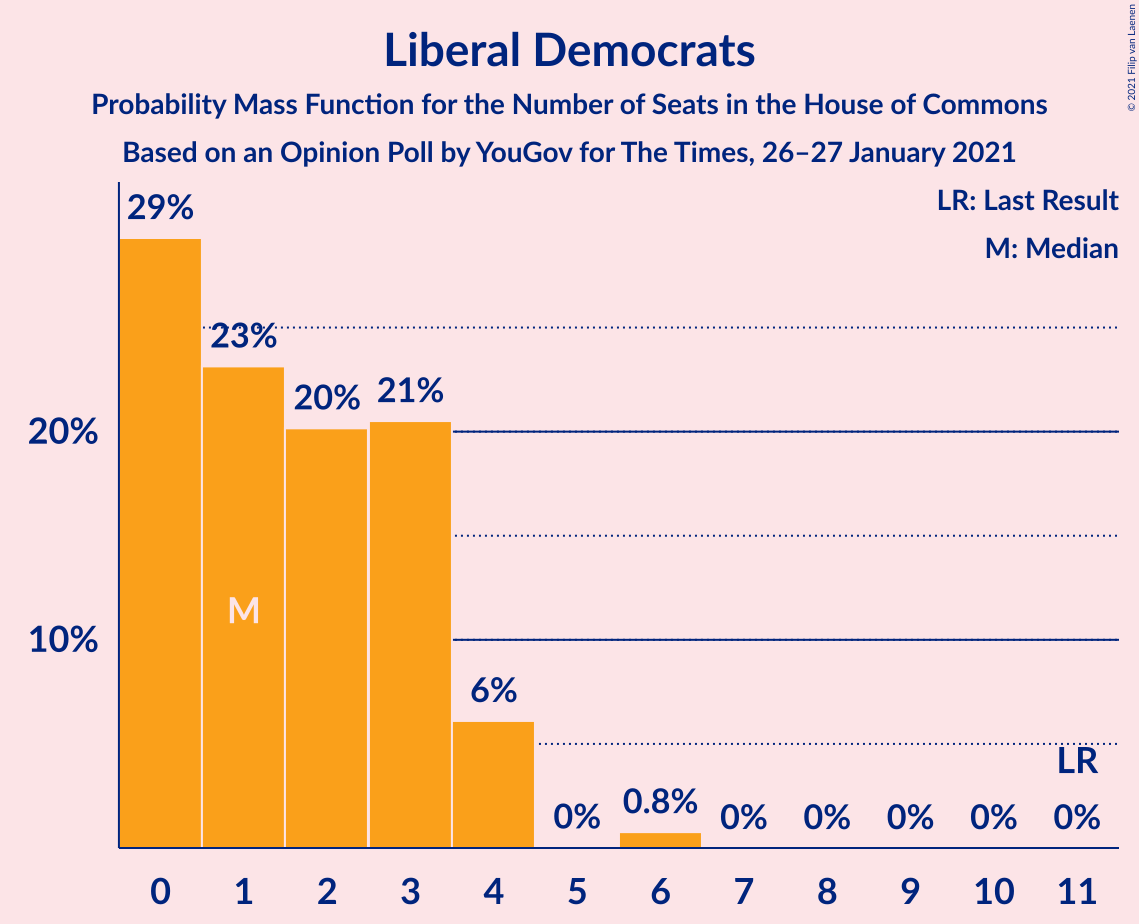 Liberal Democrats
Probability Mass Function for the Number of Seats in the House of Commons
Based on an Opinion Poll by YouGov for The Times, 26–27 January 2021
© 2021 Filip van Laenen
LR: Last Result
M: Median
29%
23%
20%
21%
20%
M
10%
6%
LR
0%
0.8%
0%
0%
0%
0%
0%
0 1 2 3 4 5 6 7 8 9 10 11